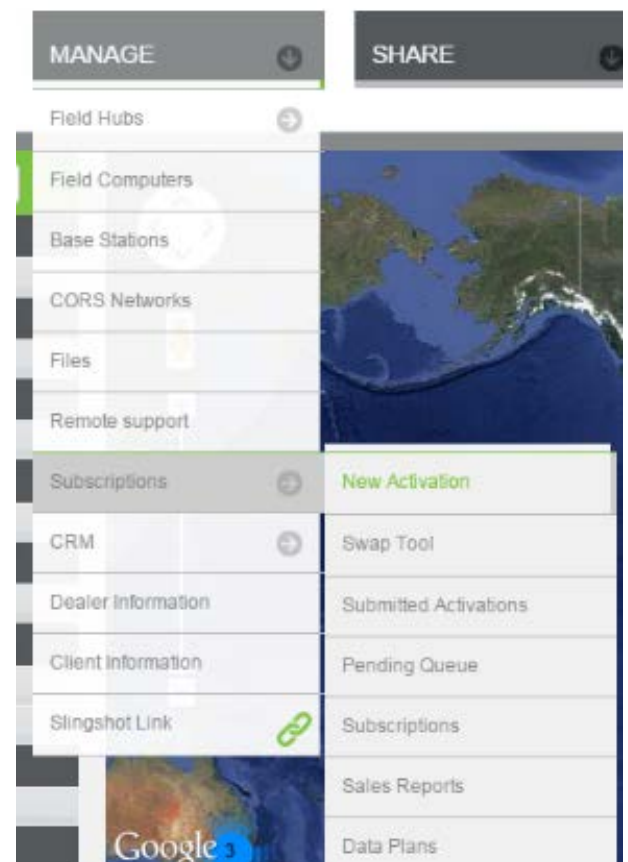 MANAGE
SHARE
Field Hubs
Field Computers
Base Stations
CORS Networks
Files
Remote support
Subscriptions
CRM
Dealer Information
Client Information
Slingshot Link
New Activation
Swap Tool
Submitted Activations
Pending Queue
Subscriptions
Sales Reports
Data Plans
Google
3